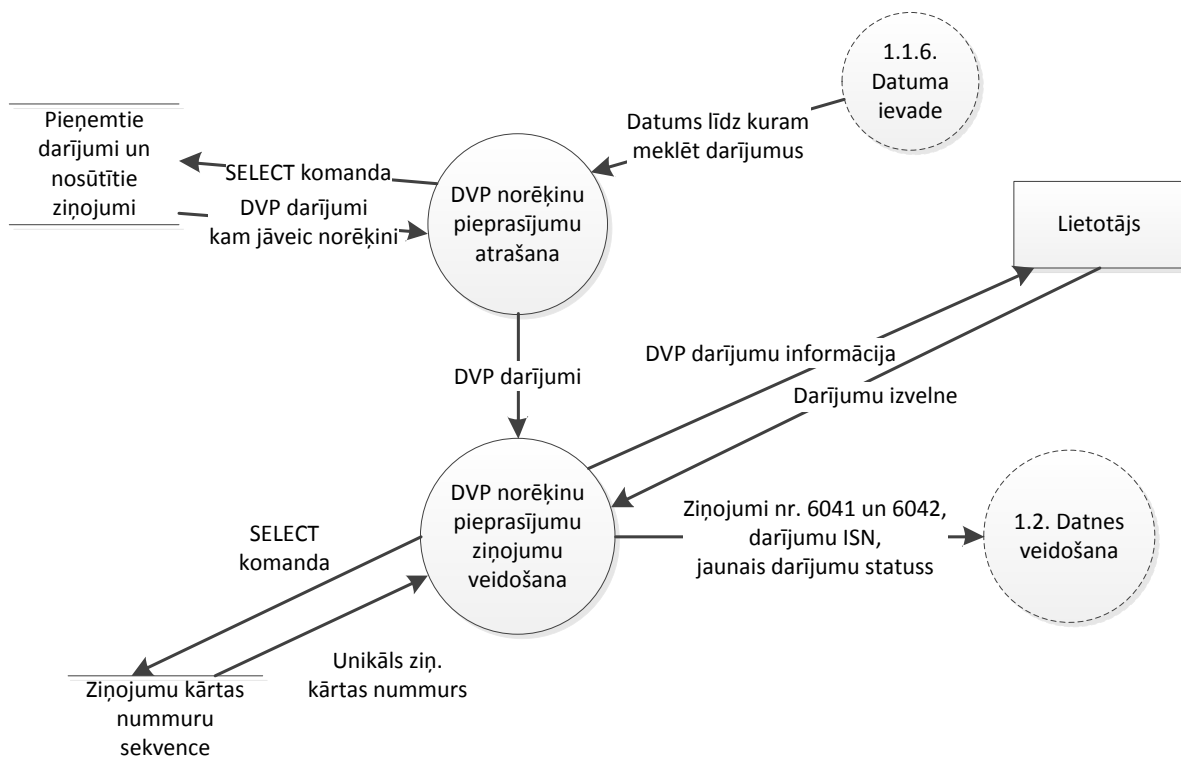 1.1.6.
Datuma
ievade
Pieņemtie
darījumi un
nosūtītie
ziņojumi
Datums līdz kuram
meklēt darījumus
SELECT komanda
DVP darījumi
kam jāveic norēķini
DVP norēķinu
pieprasījumu
atrašana
Lietotājs
DVP darījumu informācija
DVP darījumi
Darījumu izvelne
DVP norēķinu
pieprasījumu
ziņojumu
veidošana
Ziņojumi nr. 6041 un 6042,
darījumu ISN,
jaunais darījumu statuss
1.2. Datnes
veidošana
SELECT
komanda
Unikāls ziņ.
kārtas nummurs
Ziņojumu kārtas
nummuru
sekvence